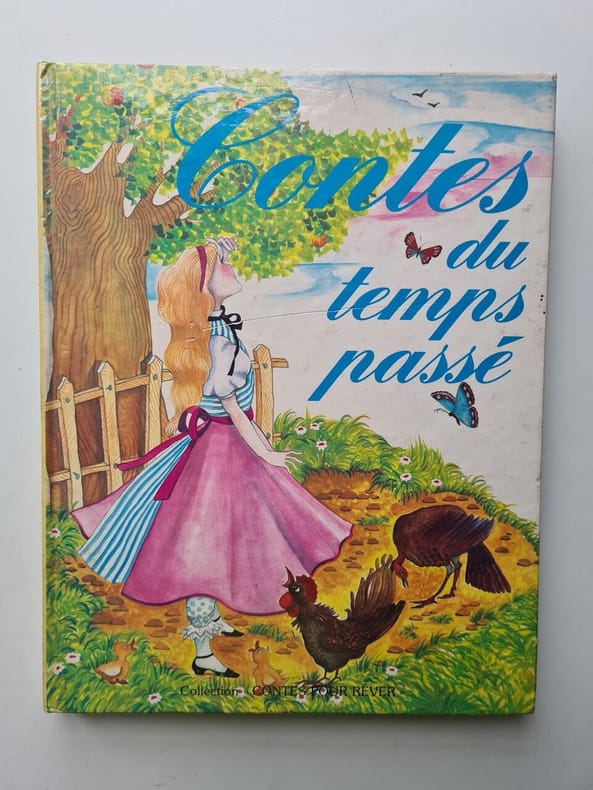 Contes
du
temps
passé
Collection : CONTES POUR RÊVER